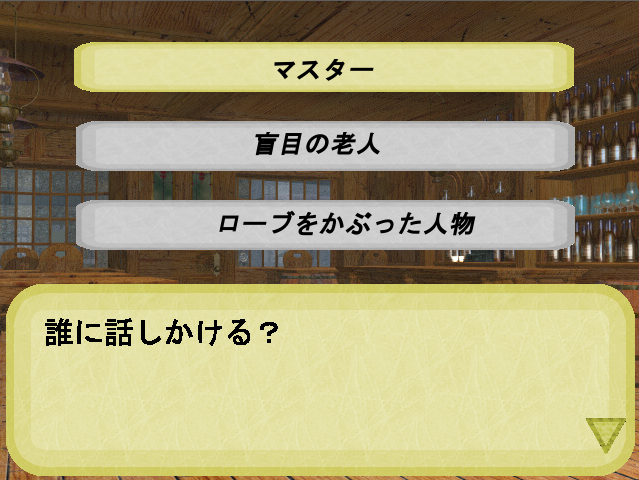 マスター
盲目の老人
ローブをかぶった人物
誰に話しかける？